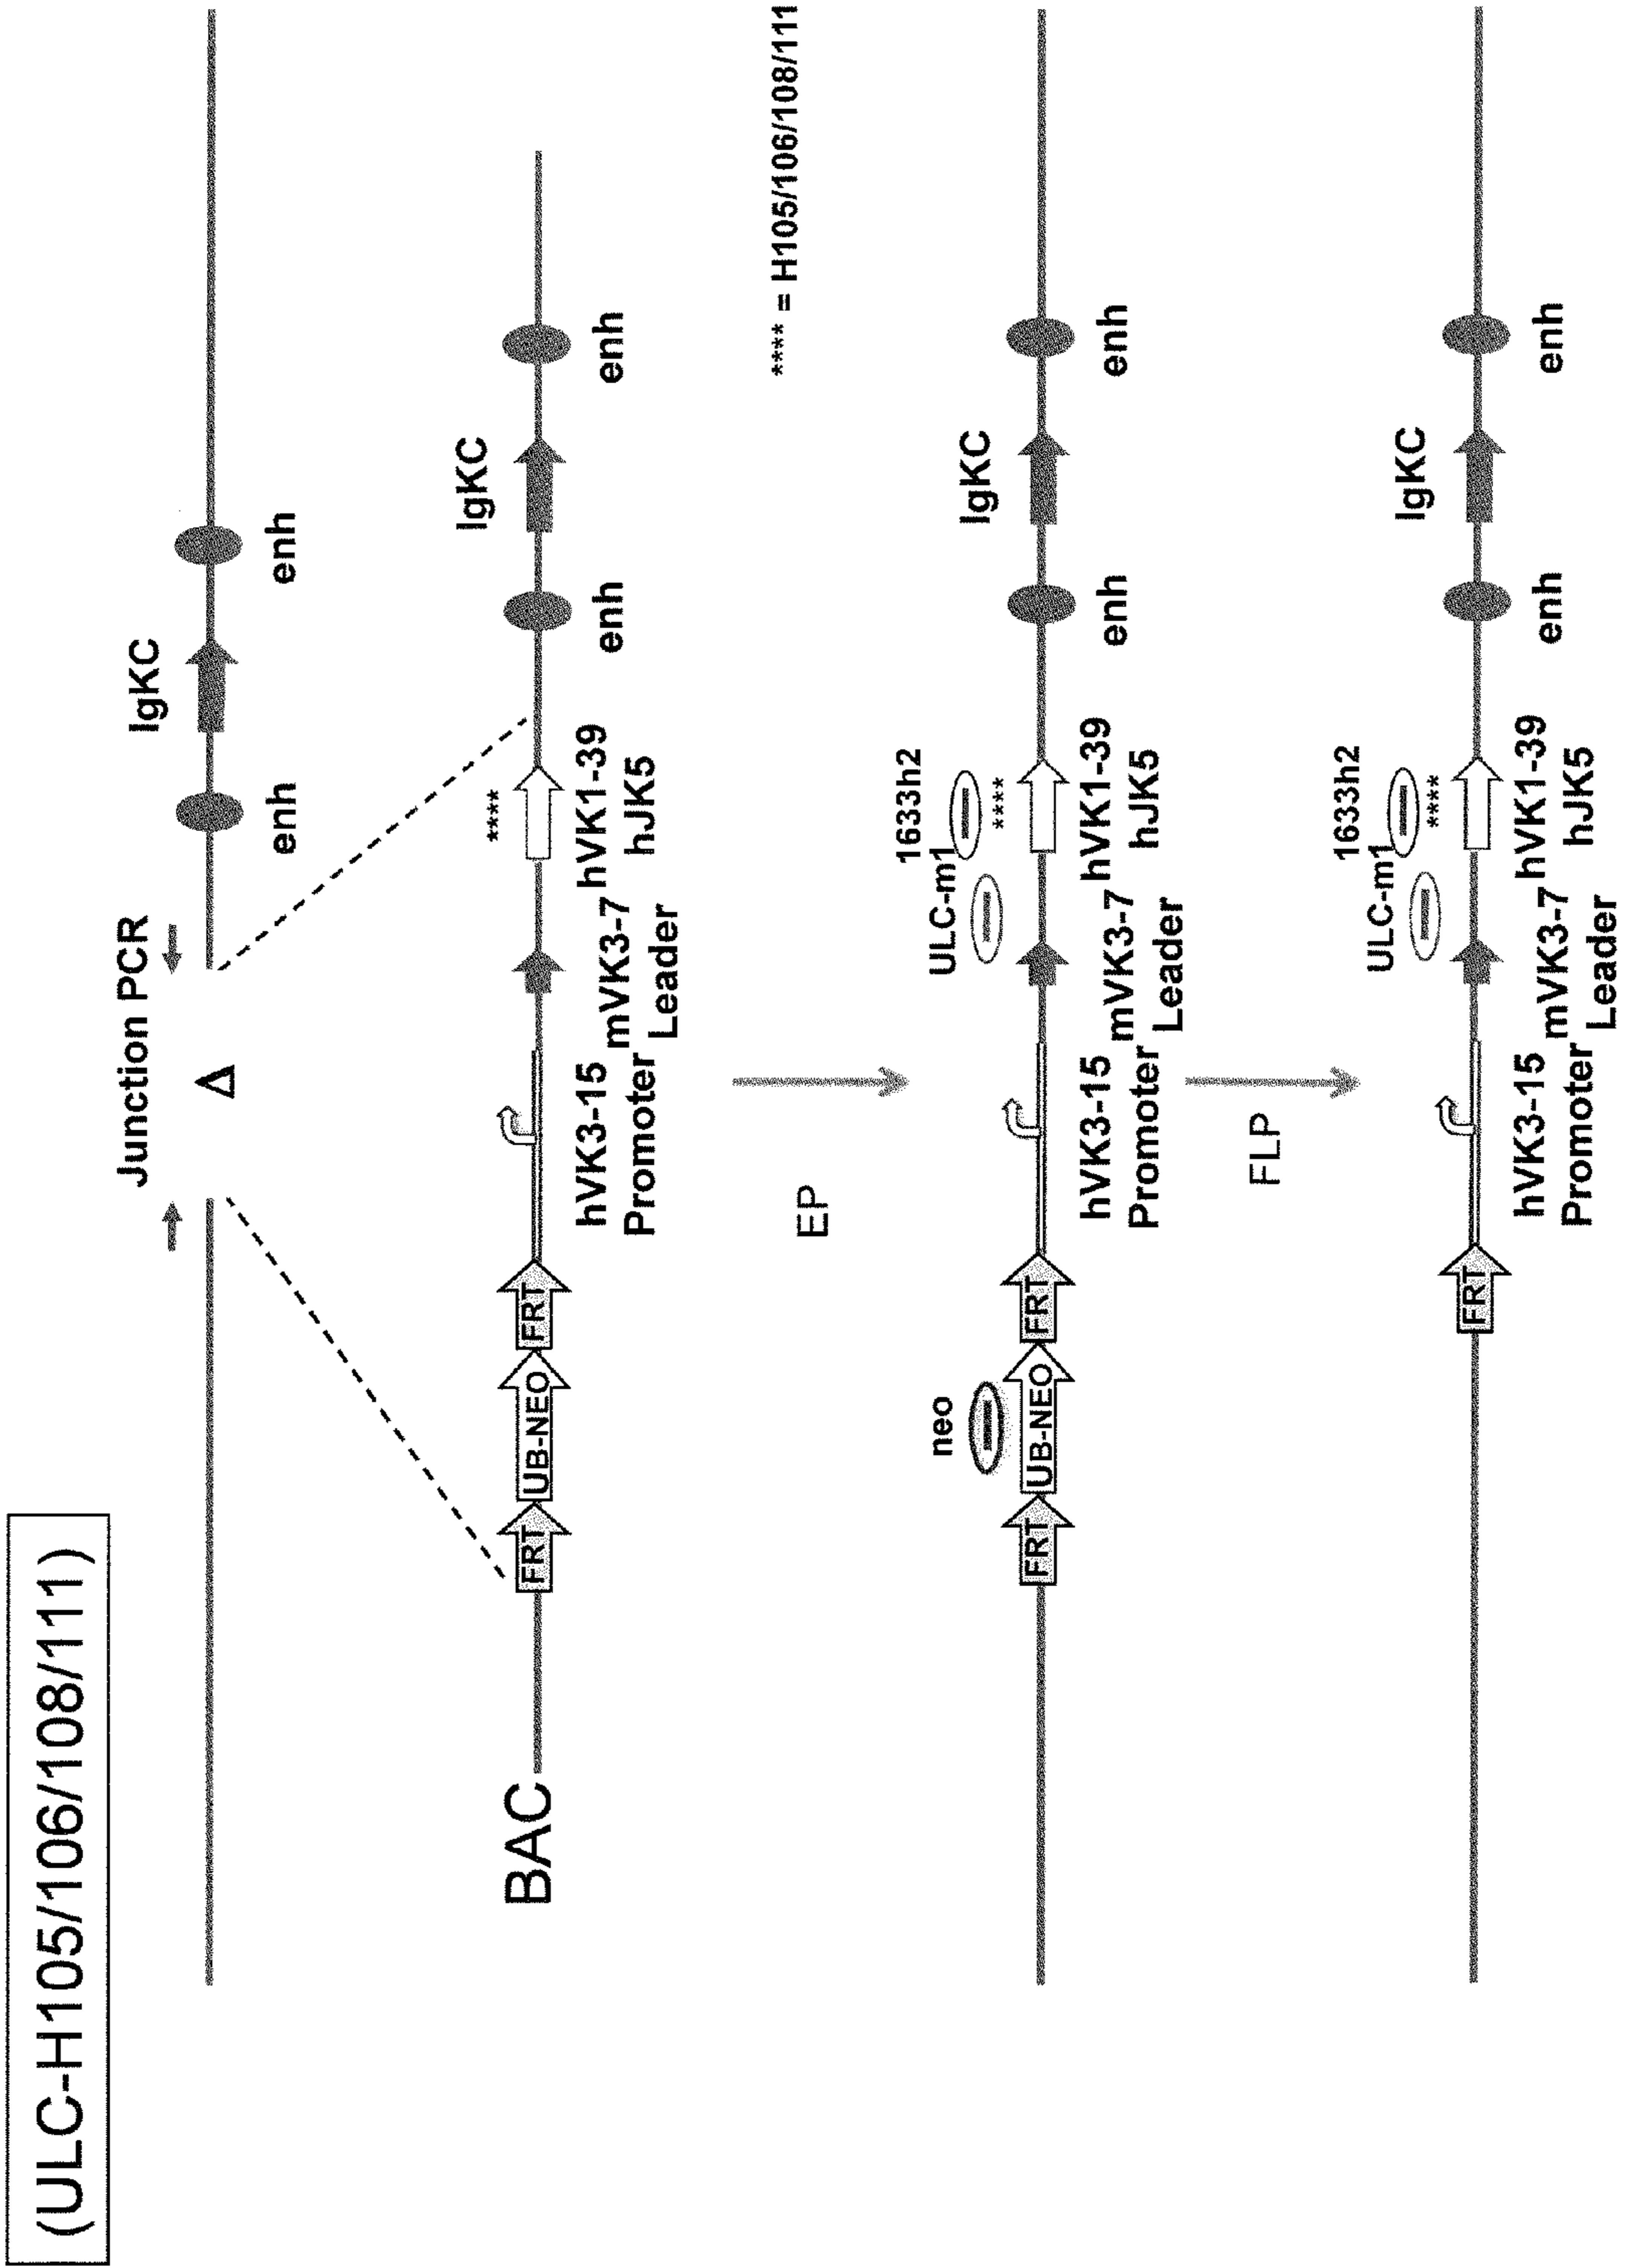 (ULC-H105/106/108/111)
Junction PCR
Δ
IgKC
enh
enh
BAC
FRT
UB-NEO
FRT
****
IgKC
hVK3-15
Promoter
mVK3-7
Leader
hVK1-39
hJK5
enh
enh
**** = H105/106/108/111
EP
neo
FRT
UB-NEO
FRT
ULC-m1
1633h2
****
IgKC
hVK3-15
Promoter
mVK3-7
Leader
hVK1-39
hJK5
enh
enh
FLP
FRT
ULC-m1
1633h2
****
IgKC
hVK3-15
Promoter
mVK3-7
Leader
hVK1-39
hJK5
enh
enh